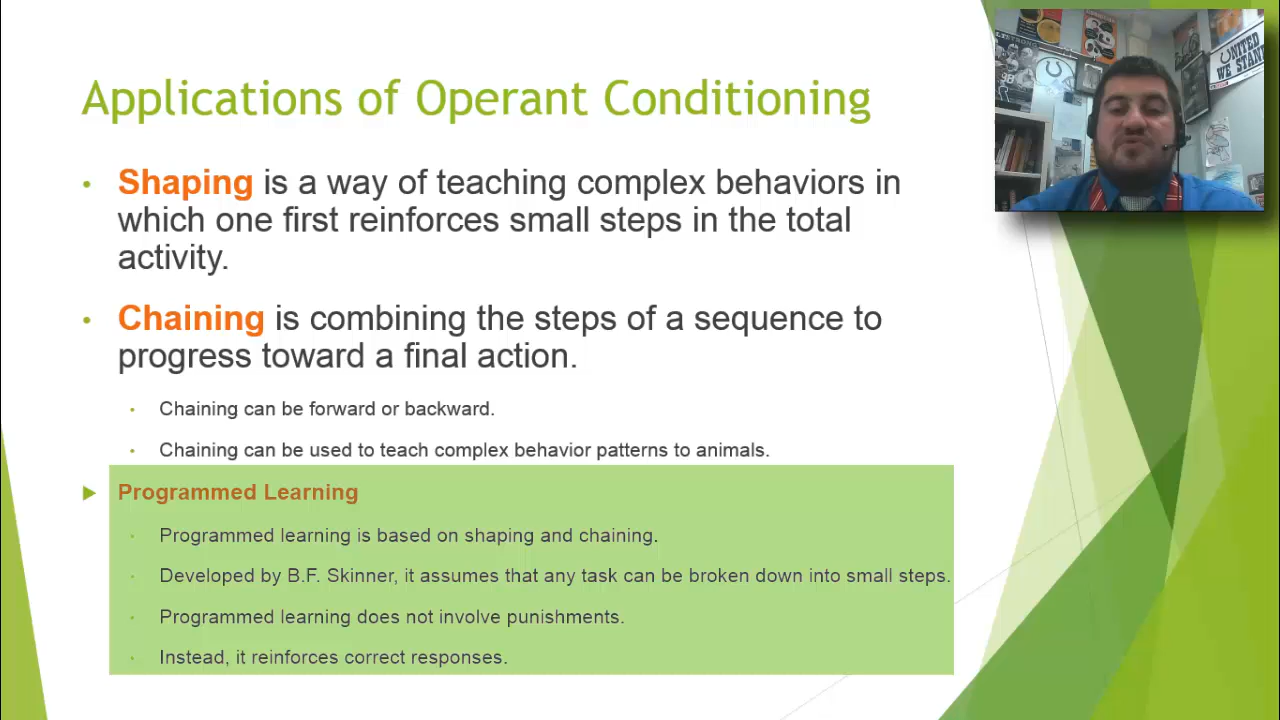 Applications of Operant Conditioning
Shaping is a way of teaching complex behaviors in
which one first reinforces small steps in the total
activity.
Chaining is combining the steps of a sequence to
progress toward a final action.
Chaining can be forward or backward.
Chaining can be used to teach complex behavior patterns to animals.
Programmed Learning
Programmed learning is based on shaping and chaining.
Developed by B.F. Skinner, it assumes that any task can be broken down into small steps.
Programmed learning does not involve punishments.
Instead, it reinforces correct responses.
UNITED
WE STAND